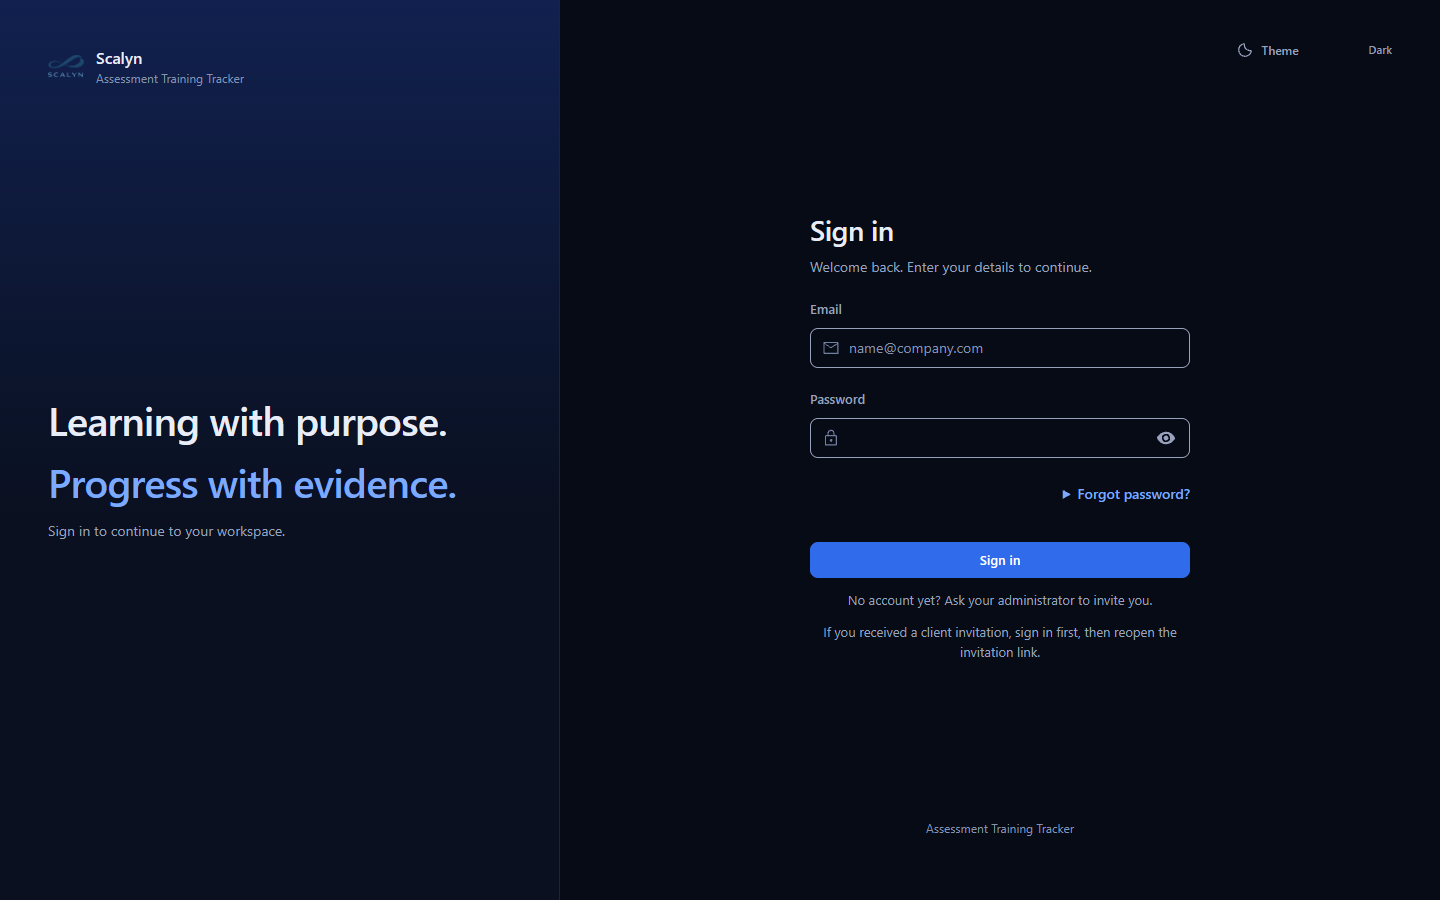 SCALYN
Scalyn
Assessment Training Tracker
Learning with purpose.
Progress with evidence.
Sign in to continue to your workspace.
Theme
Dark
Sign in
Welcome back. Enter your details to continue.
Email
name@company.com
Password
Forgot password?
Sign in
No account yet? Ask your administrator to invite you.
If you received a client invitation, sign in first, then reopen the
invitation link.
Assessment Training Tracker